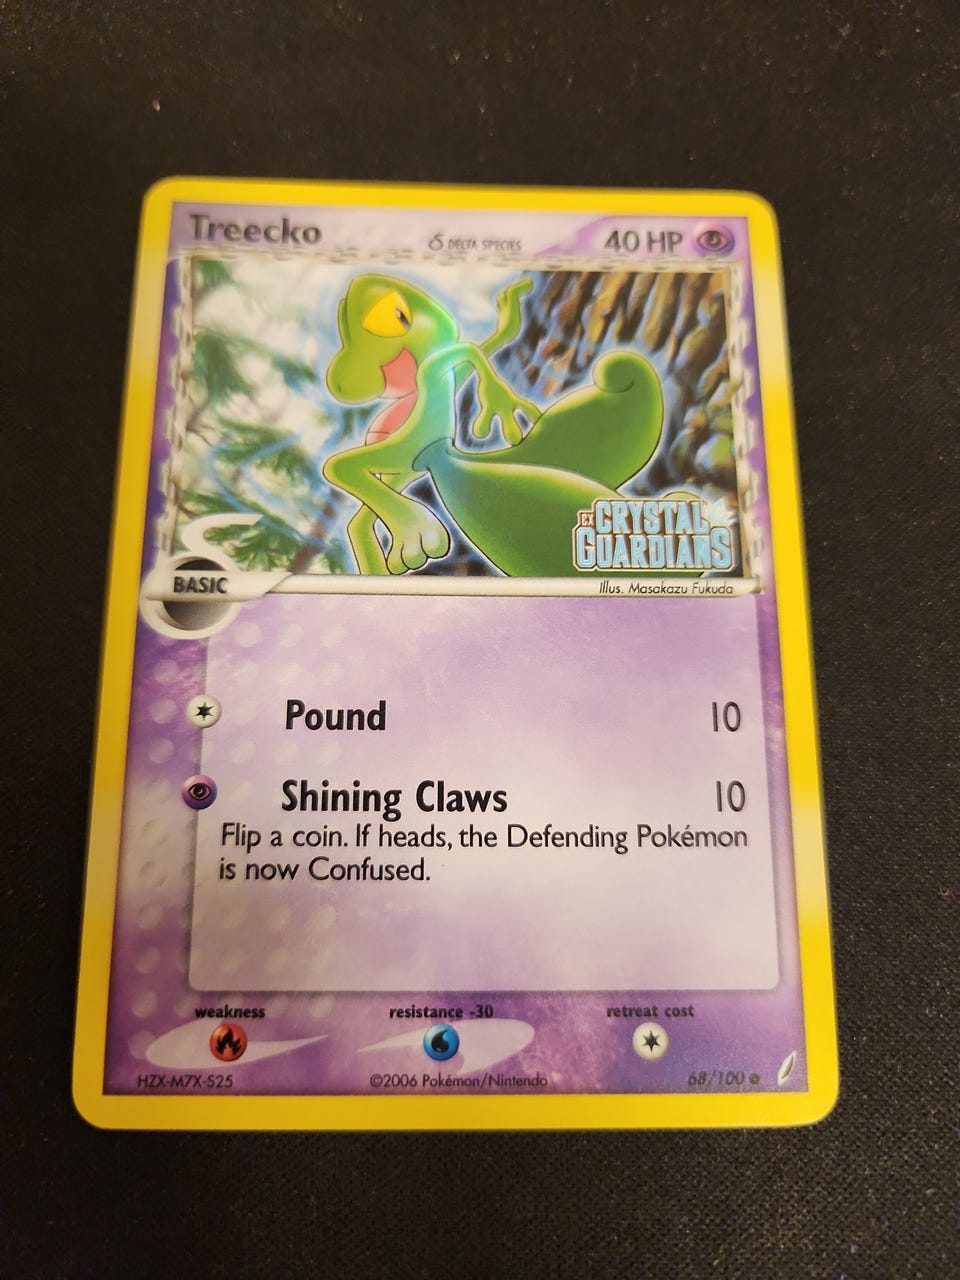 Treecko
δ DELTA SPECIES
40 HP
EX CRYSTAL
GUARDIANS
BASIC
Illus. Masakazu Fukuda
Pound 10
Shining Claws 10
Flip a coin. If heads, the Defending Pokémon
is now Confused.
weakness resistance -30 retreat cost
HZX-M7X-S25 ©2006 Pokémon/Nintendo 68/100 ●